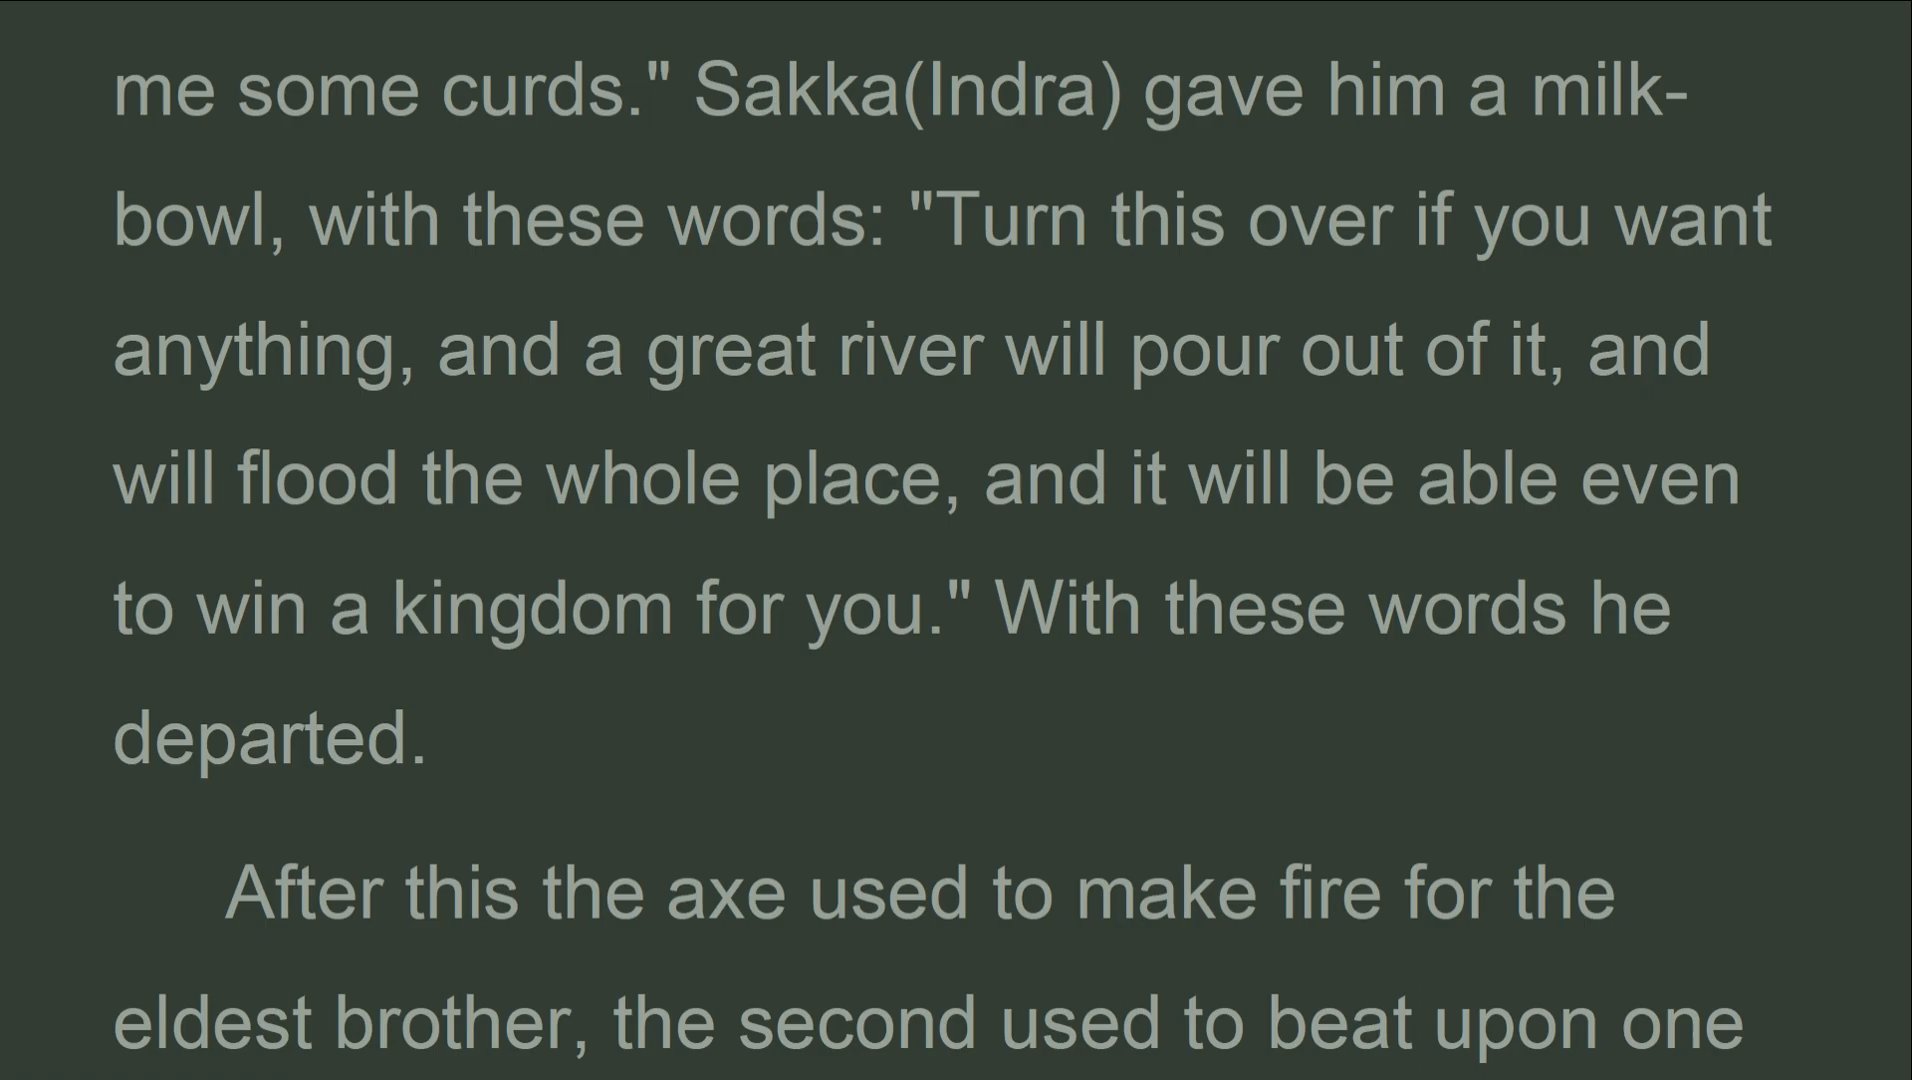 me some curds." Sakka(Indra) gave him a milk-
bowl, with these words: "Turn this over if you want
anything, and a great river will pour out of it, and
will flood the whole place, and it will be able even
to win a kingdom for you." With these words he
departed.
After this the axe used to make fire for the
eldest brother, the second used to beat upon one